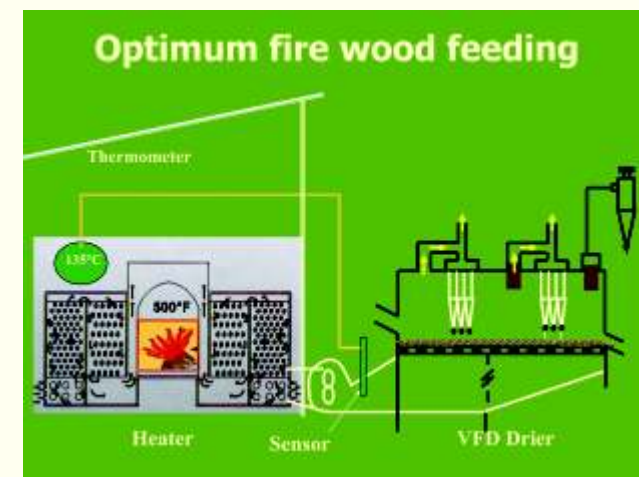 Optimum fire wood feeding
Thermometer
135°C
500°F
Heater
Sensor
VFD Drier